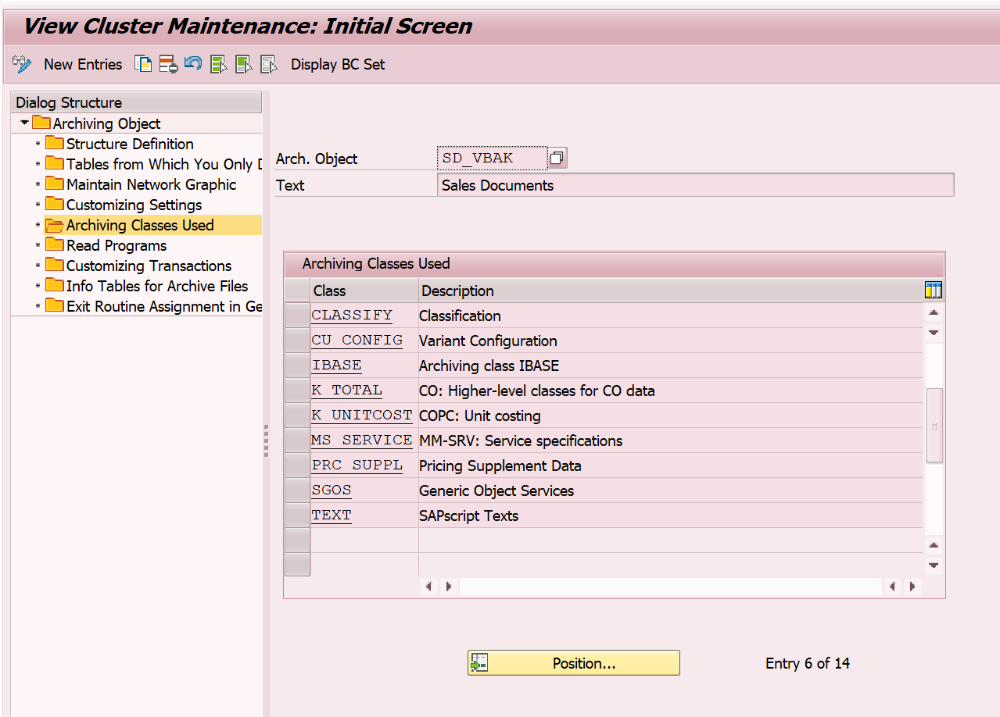 View Cluster Maintenance: Initial Screen
New Entries Display BC Set
Dialog Structure
Archiving Object
Structure Definition
Tables from Which You Only D
Maintain Network Graphic
Customizing Settings
Archiving Classes Used
Read Programs
Customizing Transactions
Info Tables for Archive Files
Exit Routine Assignment in Ge
Arch. Object SD_VBAK
Text Sales Documents
Archiving Classes Used
Class Description
CLASSIFY Classification
CU_CONFIG Variant Configuration
IBASE Archiving class IBASE
K_TOTAL CO: Higher-level classes for CO data
K_UNITCOST COPC: Unit costing
MS_SERVICE MM-SRV: Service specifications
PRC_SUPPL Pricing Supplement Data
SGOS Generic Object Services
TEXT SAPscript Texts
Position...
Entry 6 of 14